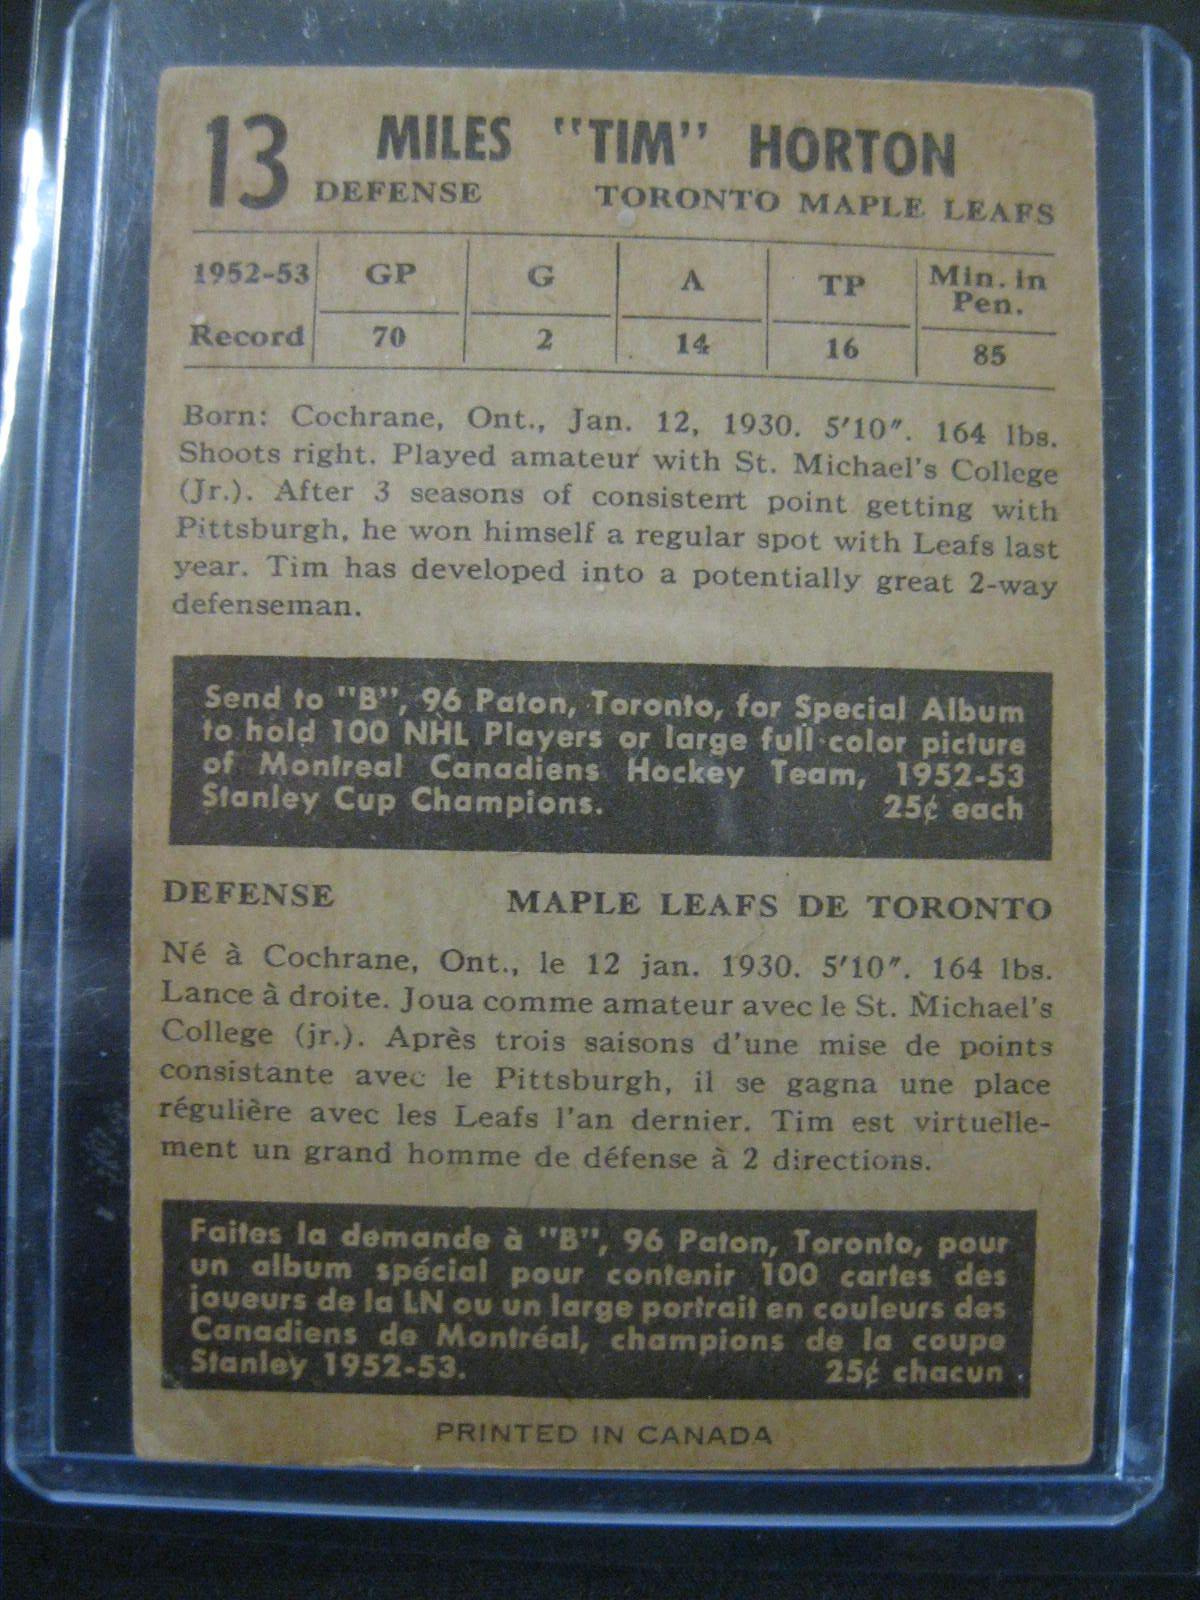 13 MILES "TIM" HORTON
DEFENSE TORONTO MAPLE LEAFS
1952-53 GP G A TP Min. in Pen.
Record 70 2 14 16 85
Born: Cochrane, Ont., Jan. 12, 1930. 5'10". 164 lbs.
Shoots right. Played amateur with St. Michael's College
(Jr.). After 3 seasons of consistent point getting with
Pittsburgh, he won himself a regular spot with Leafs last
year. Tim has developed into a potentially great 2-way
defenseman.
Send to "B", 96 Paton, Toronto, for Special Album
to hold 100 NHL Players or large full color picture
of Montreal Canadiens Hockey Team, 1952-53
Stanley Cup Champions. 25¢ each
DEFENSE MAPLE LEAFS DE TORONTO
Né à Cochrane, Ont., le 12 jan. 1930. 5'10". 164 lbs.
Lance à droite. Joua comme amateur avec le St. Michael's
College (jr.). Après trois saisons d'une mise de points
consistante avec le Pittsburgh, il se gagna une place
régulière avec les Leafs l'an dernier. Tim est virtuelle-
ment un grand homme de défense à 2 directions.
Faites la demande à "B", 96 Paton, Toronto, pour
un album spécial pour contenir 100 cartes des
joueurs de la LN ou un large portrait en couleurs des
Canadiens de Montréal, champions de la coupe
Stanley 1952-53. 25¢ chacun
PRINTED IN CANADA